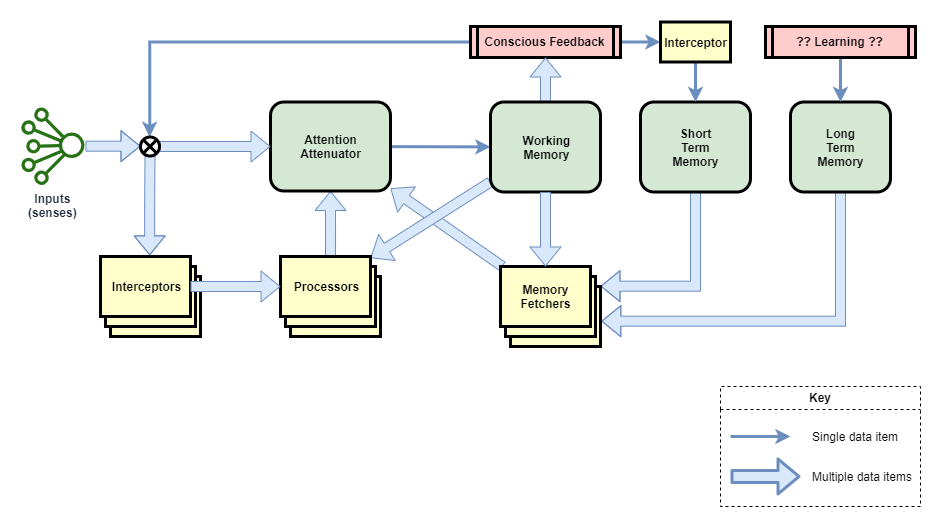 Conscious Feedback
Interceptor
?? Learning ??
Attention
Attenuator
Working
Memory
Short
Term
Memory
Long
Term
Memory
Inputs
(senses)
Interceptors
Processors
Memory
Fetchers
Key
Single data item
Multiple data items